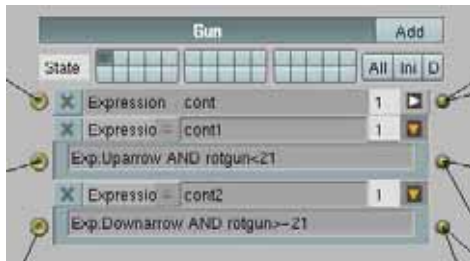 Gun Add
State All Ini D
Expression cont 1
Expressio cont1 1
Exp.Uparrow AND rotgun<21
Expressio cont2 1
Exp.Downarrow AND rotgun>-21